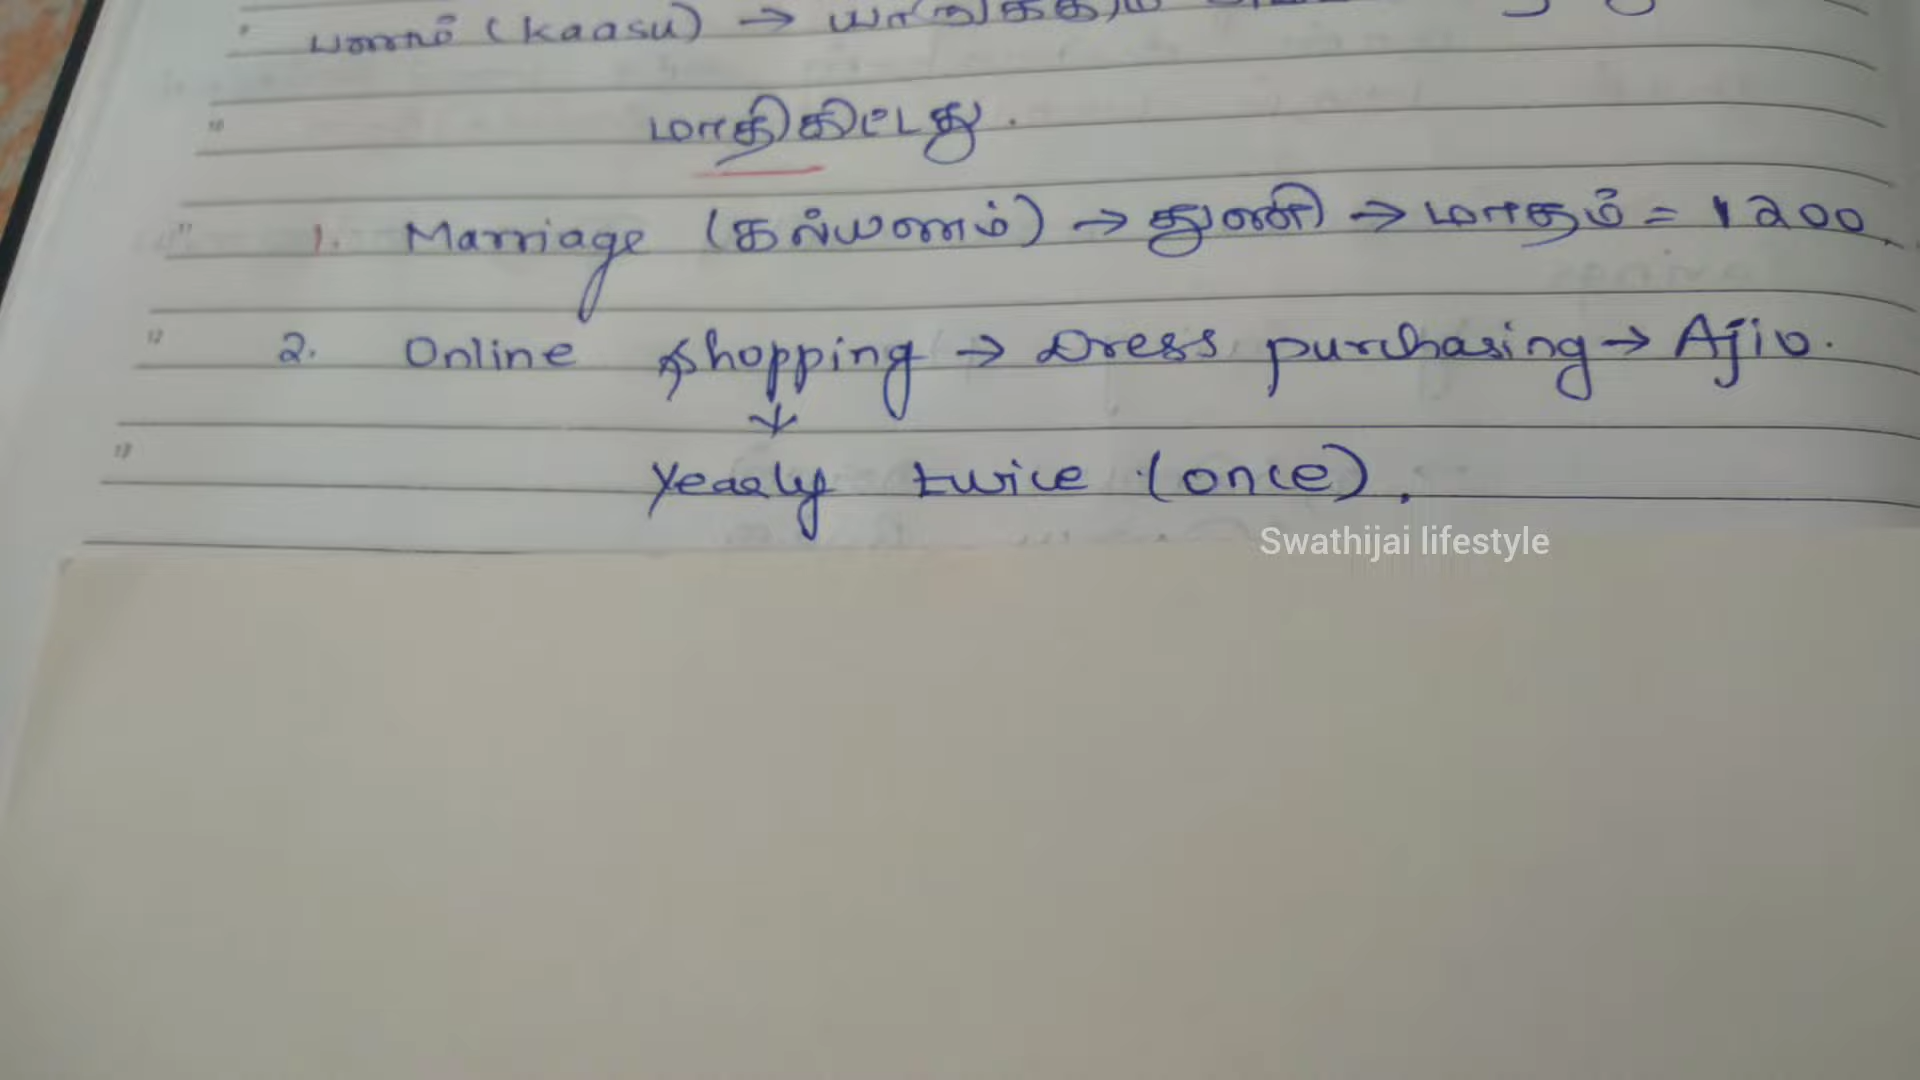 பணம் (kaasu) →
மாதிகிட்டது.
1. Marriage (கல்யணம்) → துணி → மாதம் = 1200
2. Online shopping → Dress purchasing → Ajio.
↓
Yearly twice (once).
Swathijai lifestyle